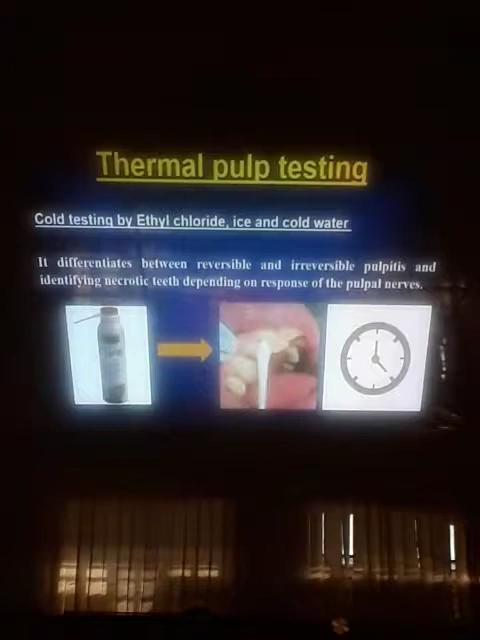 Thermal pulp testing
Cold testing by Ethyl chloride, ice and cold water
It differentiates between reversible and irreversible pulpitis and
identifying necrotic teeth depending on response of the pulpal nerves.